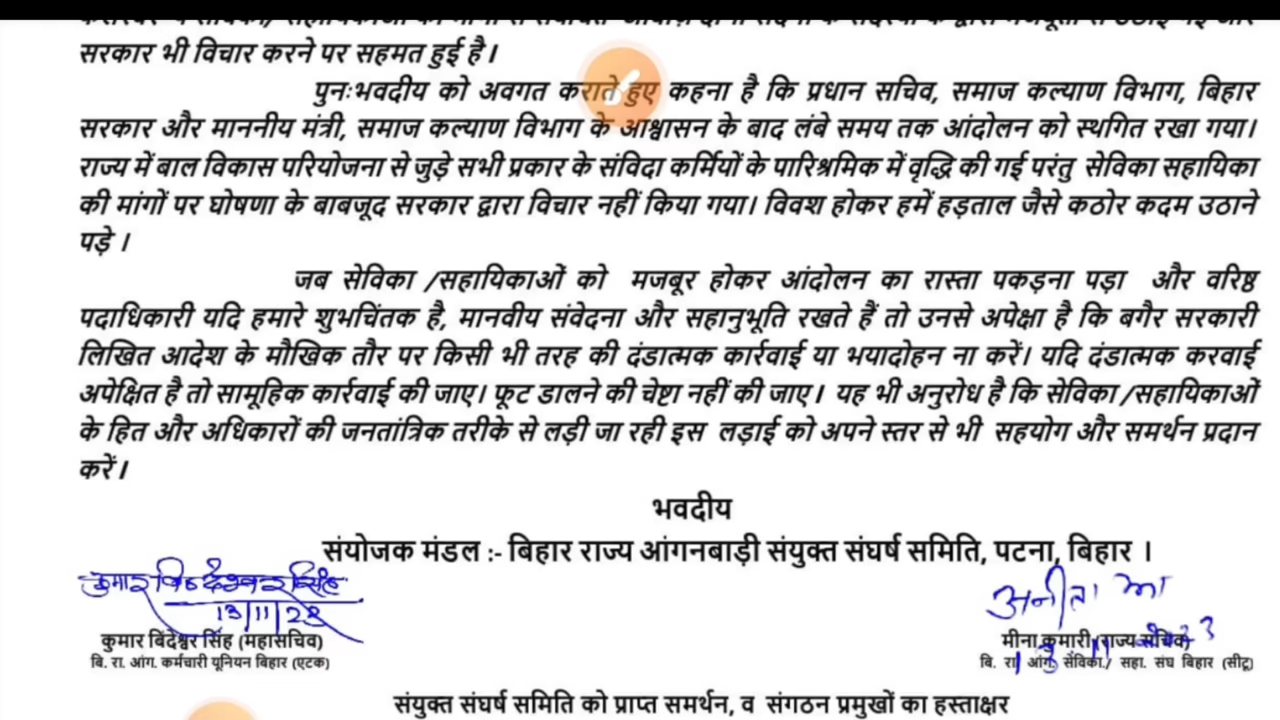 सरकार भी विचार करने पर सहमत हुई है।
पुनःभवदीय को अवगत कराते हुए कहना है कि प्रधान सचिव, समाज कल्याण विभाग, बिहार
सरकार और माननीय मंत्री, समाज कल्याण विभाग के आश्वासन के बाद लंबे समय तक आंदोलन को स्थगित रखा गया।
राज्य में बाल विकास परियोजना से जुड़े सभी प्रकार के संविदा कर्मियों के पारिश्रमिक में वृद्धि की गई परंतु सेविका सहायिका
की मांगों पर घोषणा के बाबजूद सरकार द्वारा विचार नहीं किया गया। विवश होकर हमें हड़ताल जैसे कठोर कदम उठाने
पड़े ।
जब सेविका /सहायिकाओं को मजबूर होकर आंदोलन का रास्ता पकड़ना पड़ा और वरिष्ठ
पदाधिकारी यदि हमारे शुभचिंतक है, मानवीय संवेदना और सहानुभूति रखते हैं तो उनसे अपेक्षा है कि बगैर सरकारी
लिखित आदेश के मौखिक तौर पर किसी भी तरह की दंडात्मक कार्रवाई या भयादोहन ना करें। यदि दंडात्मक करवाई
अपेक्षित है तो सामूहिक कार्रवाई की जाए। फूट डालने की चेष्टा नहीं की जाए। यह भी अनुरोध है कि सेविका /सहायिकाओं
के हित और अधिकारों की जनतांत्रिक तरीके से लड़ी जा रही इस लड़ाई को अपने स्तर से भी सहयोग और समर्थन प्रदान
करें।
भवदीय
संयोजक मंडल :- बिहार राज्य आंगनबाड़ी संयुक्त संघर्ष समिति, पटना, बिहार ।
कुमार बिंदेश्वर सिंह
13/11/23
अनीता
कुमार बिंदेश्वर सिंह (महासचिव)
मीना कुमारी (राज्य सचिव)
बि. रा. आंग. कर्मचारी यूनियन बिहार (एटक)
बि. रा. आंग. सेविका./ सहा. संघ बिहार (सीटू)
संयुक्त संघर्ष समिति को प्राप्त समर्थन, व संगठन प्रमुखों का हस्ताक्षर